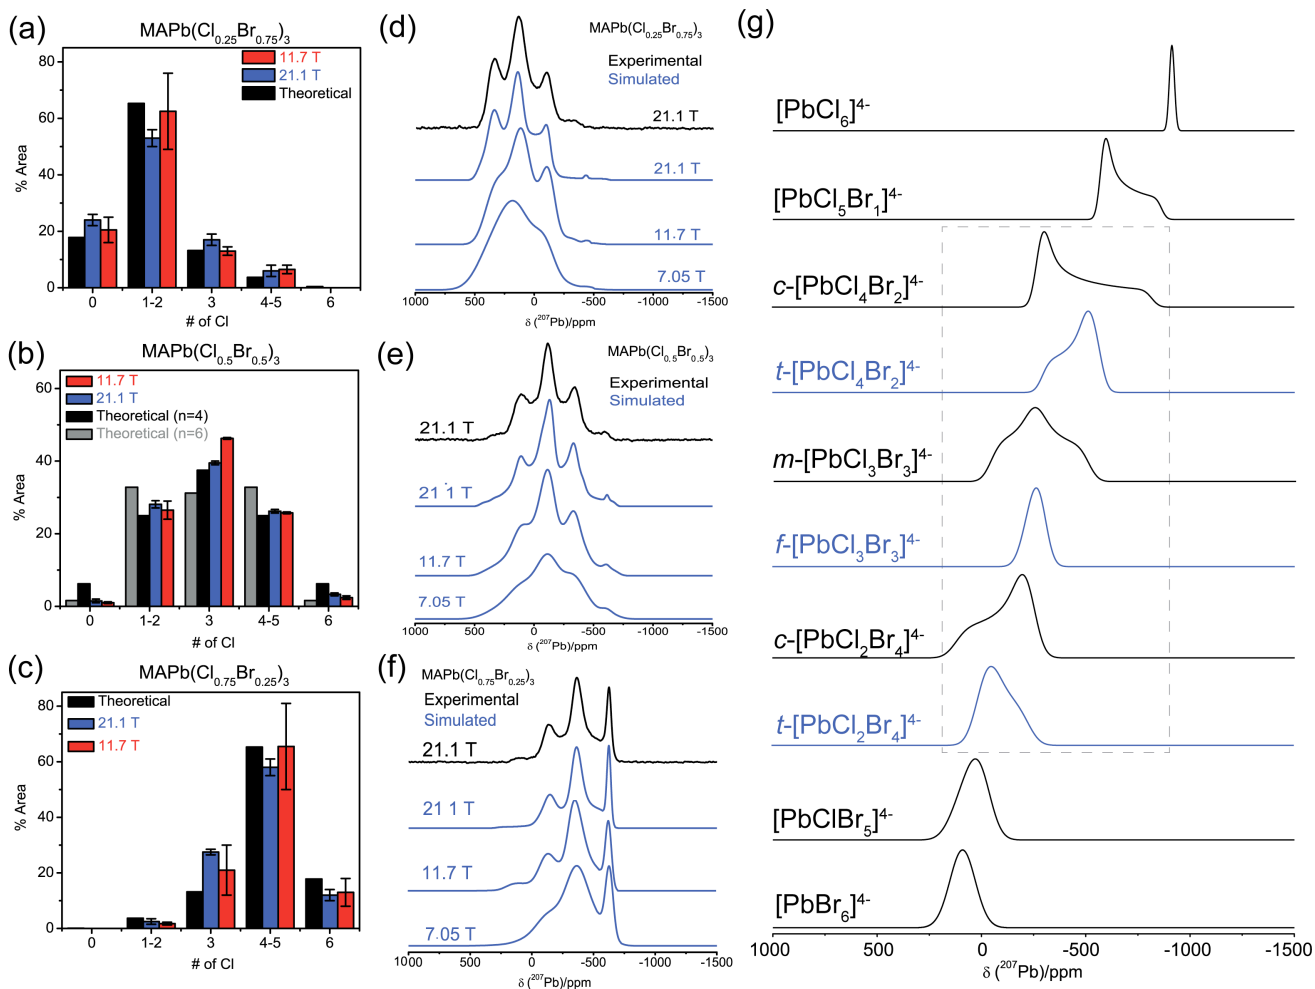 (a)
MAPb(Cl0.25Br0.75)3
11.7 T
21.1 T
Theoretical
80
60
40
20
0
% Area
0 1-2 3 4-5 6
# of Cl
(b)
MAPb(Cl0.5Br0.5)3
11.7 T
21.1 T
Theoretical (n=4)
Theoretical (n=6)
60
40
20
0
% Area
0 1-2 3 4-5 6
# of Cl
(c)
MAPb(Cl0.75Br0.25)3
Theoretical
21.1 T
11.7 T
80
60
40
20
0
% Area
0 1-2 3 4-5 6
# of Cl
(d)
MAPb(Cl0.25Br0.75)3
Experimental
Simulated
21.1 T
21.1 T
11.7 T
7.05 T
1000 500 0 -500 -1000 -1500
δ (207Pb)/ppm
(e)
MAPb(Cl0.5Br0.5)3
Experimental
Simulated
21.1 T
21.1 T
11.7 T
7.05 T
1000 500 0 -500 -1000 -1500
δ (207Pb)/ppm
(f)
MAPb(Cl0.75Br0.25)3
Experimental
Simulated
21.1 T
21 1 T
11.7 T
7.05 T
1000 500 0 -500 -1000 -1500
δ (207Pb)/ppm
(g)
[PbCl6]4-
[PbCl5Br1]4-
c-[PbCl4Br2]4-
t-[PbCl4Br2]4-
m-[PbCl3Br3]4-
f-[PbCl3Br3]4-
c-[PbCl2Br4]4-
t-[PbCl2Br4]4-
[PbClBr5]4-
[PbBr6]4-
1000 500 0 -500 -1000 -1500
δ (207Pb)/ppm